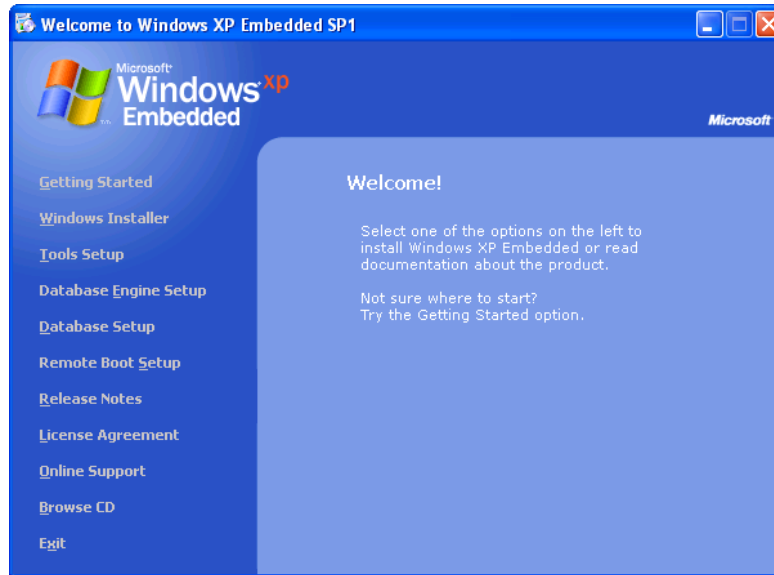 Welcome to Windows XP Embedded SP1
Microsoft
Windows xp
Embedded
Microsoft
Getting Started
Windows Installer
Tools Setup
Database Engine Setup
Database Setup
Remote Boot Setup
Release Notes
License Agreement
Online Support
Browse CD
Exit
Welcome!
Select one of the options on the left to
install Windows XP Embedded or read
documentation about the product.
Not sure where to start?
Try the Getting Started option.